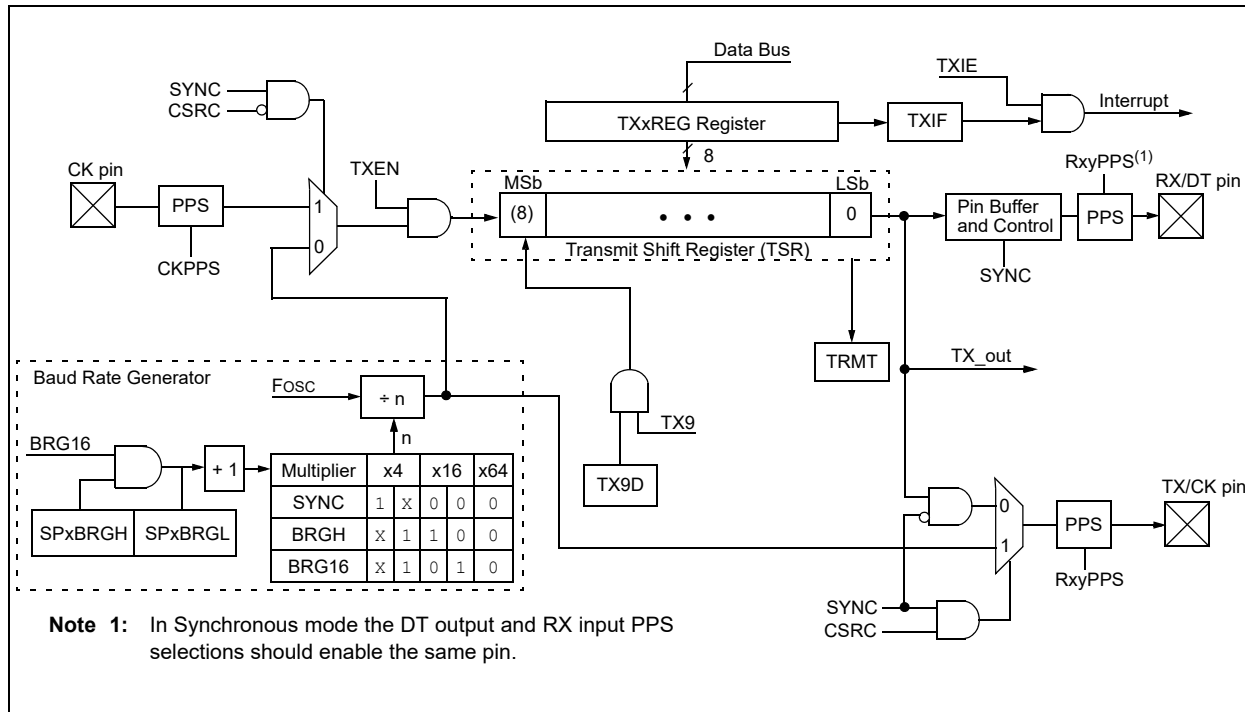 Data Bus
TXIE
SYNC
CSRC
Interrupt
TXxREG Register
TXIF
8
CK pin
TXEN
RxyPPS(1)
RX/DT pin
MSb
LSb
PPS
1
(8)
• • •
0
Pin Buffer
and Control
PPS
0
Transmit Shift Register (TSR)
CKPPS
SYNC
TRMT
TX_out
Baud Rate Generator
FOSC
÷ n
n
TX9
BRG16
+ 1
TX9D
Multiplier x4 x16 x64
SYNC 1 X 0 0 0
BRGH X 1 1 0 0
BRG16 X 1 0 1 0
SPxBRGH SPxBRGL
TX/CK pin
0
PPS
1
RxyPPS
SYNC
CSRC
Note 1: In Synchronous mode the DT output and RX input PPS
selections should enable the same pin.